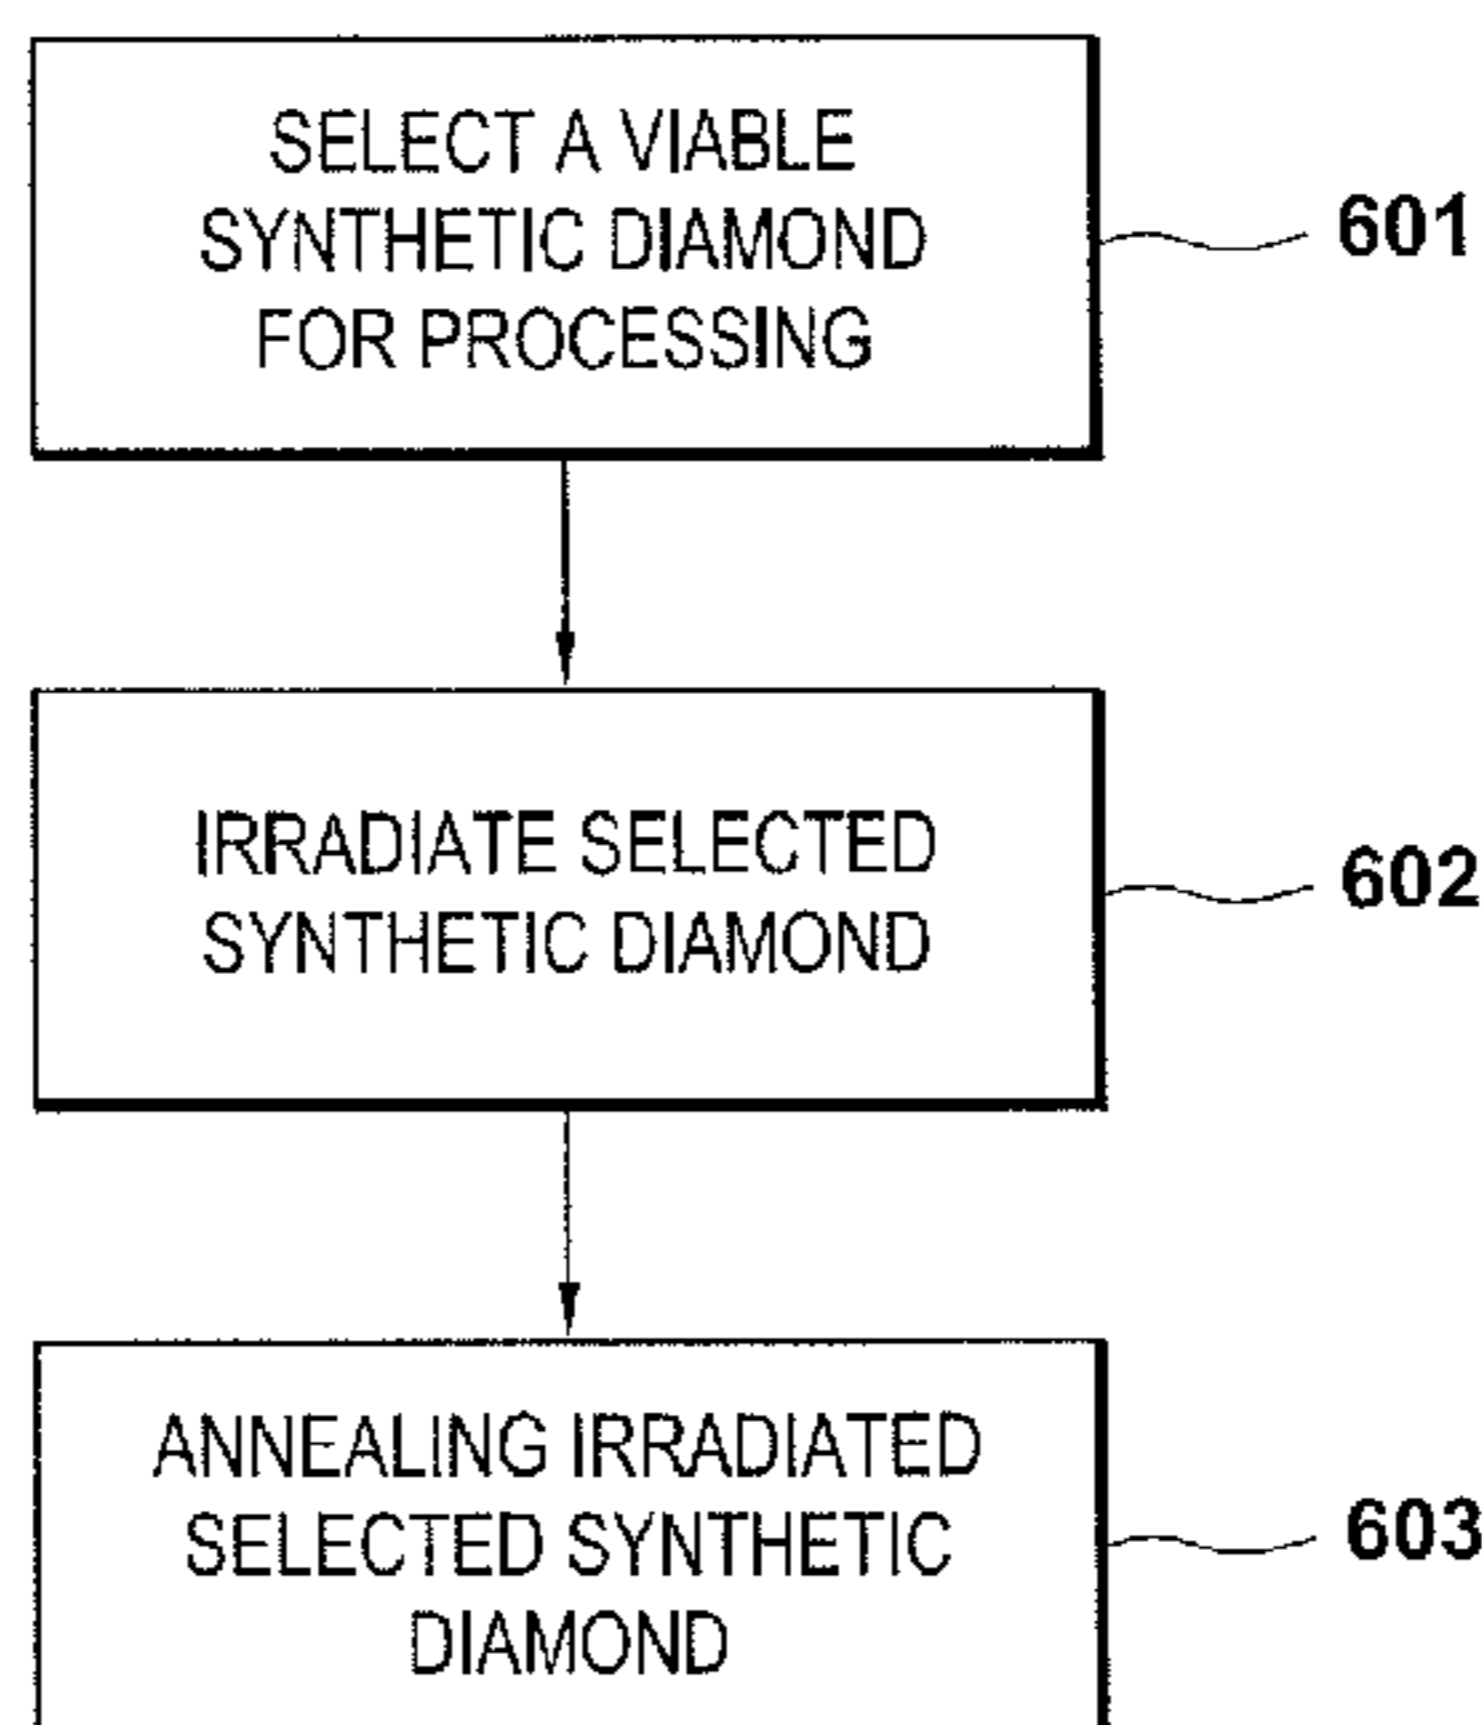 SELECT A VIABLE
SYNTHETIC DIAMOND
FOR PROCESSING
601
IRRADIATE SELECTED
SYNTHETIC DIAMOND
602
ANNEALING IRRADIATED
SELECTED SYNTHETIC
DIAMOND
603